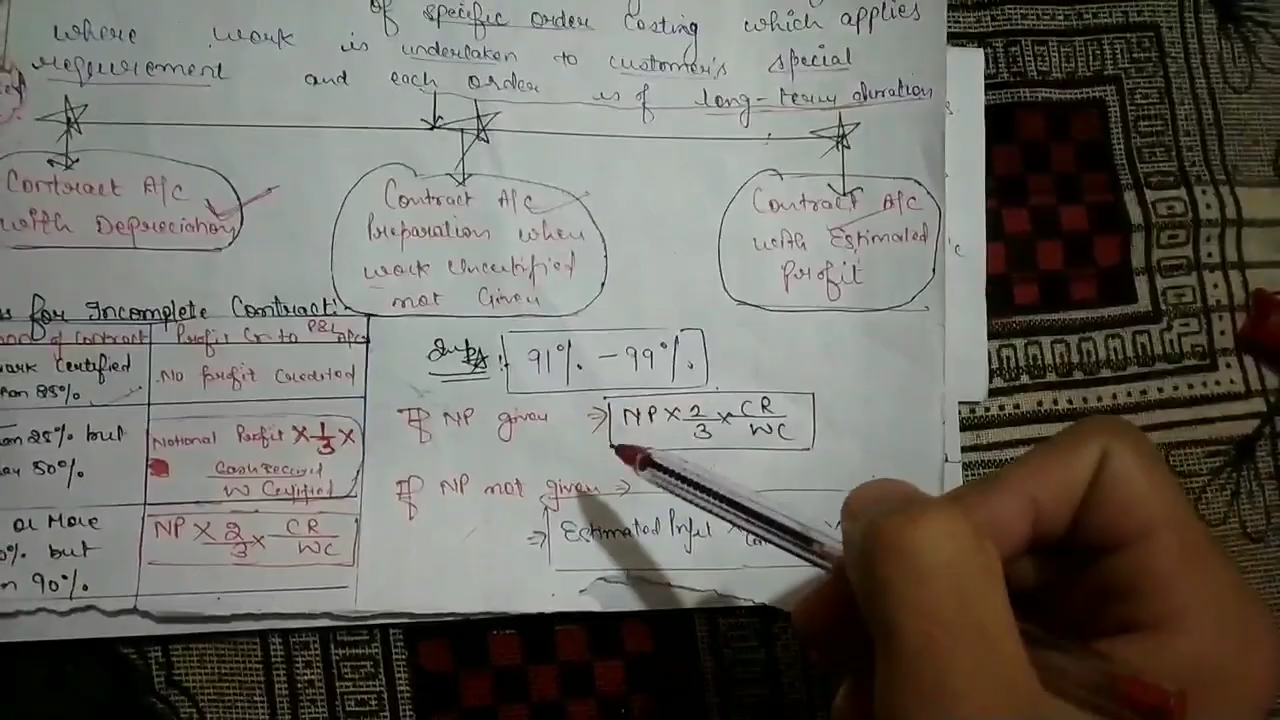 of specific order Costing which applies
where work is undertaken to customer's special
requirement and each order is of long-term duration
Contract A/C
with Depreciation
Contract A/C
Preparation when
work Uncertified
not Given
Contract A/C
with Estimated
Profit
for Incomplete Contract:
of Contract Profit Cr. to P&L A/C
work Certified
than 25%
No Profit Credited
than 25% but
50%
Notional Profit × 1/3 ×
Cash received
W Certified
or More
but
90%
NP × 2/3 × CR/WC
91% - 99%
If NP given ⇒ NP × 2/3 × CR/WC
If NP not given ⇒
⇒ Estimated Profit ×